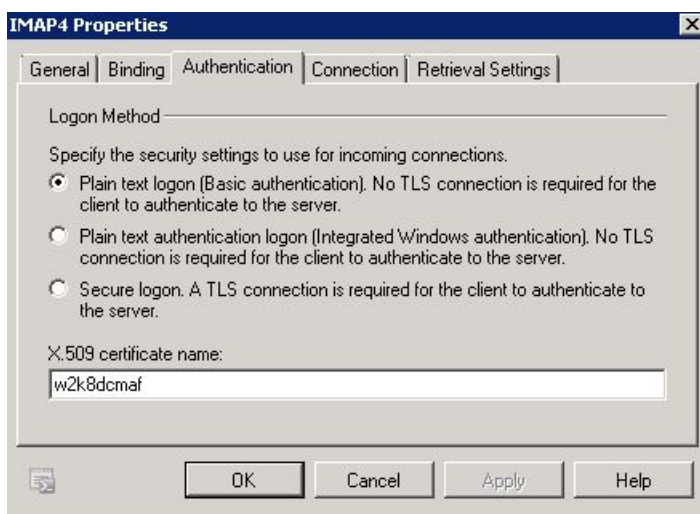 IMAP4 Properties
General Binding Authentication Connection Retrieval Settings
Logon Method
Specify the security settings to use for incoming connections.
Plain text logon (Basic authentication). No TLS connection is required for the
client to authenticate to the server.
Plain text authentication logon (Integrated Windows authentication). No TLS
connection is required for the client to authenticate to the server.
Secure logon. A TLS connection is required for the client to authenticate to
the server.
X.509 certificate name:
w2k8dcmaf
OK Cancel Apply Help